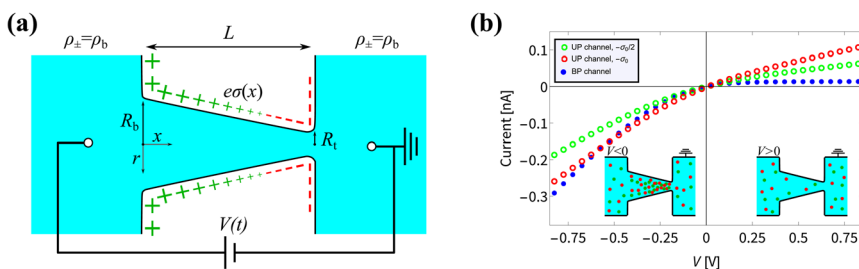 (a)
ρ±=ρb
L
ρ±=ρb
eσ(x)
Rb
x
r
Rt
V(t)
(b)
UP channel, −σ0/2
UP channel, −σ0
BP channel
0.1
0
−0.1
−0.2
−0.3
Current [nA]
V<0
V>0
−0.75
−0.50
−0.25
0
0.25
0.50
0.75
V [V]